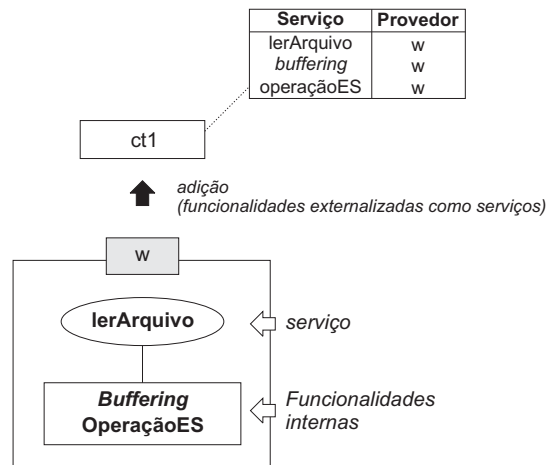 Serviço Provedor
lerArquivo w
buffering w
operaçãoES w
ct1
adição
(funcionalidades externalizadas como serviços)
w
lerArquivo
serviço
Buffering
OperaçãoES
Funcionalidades
internas